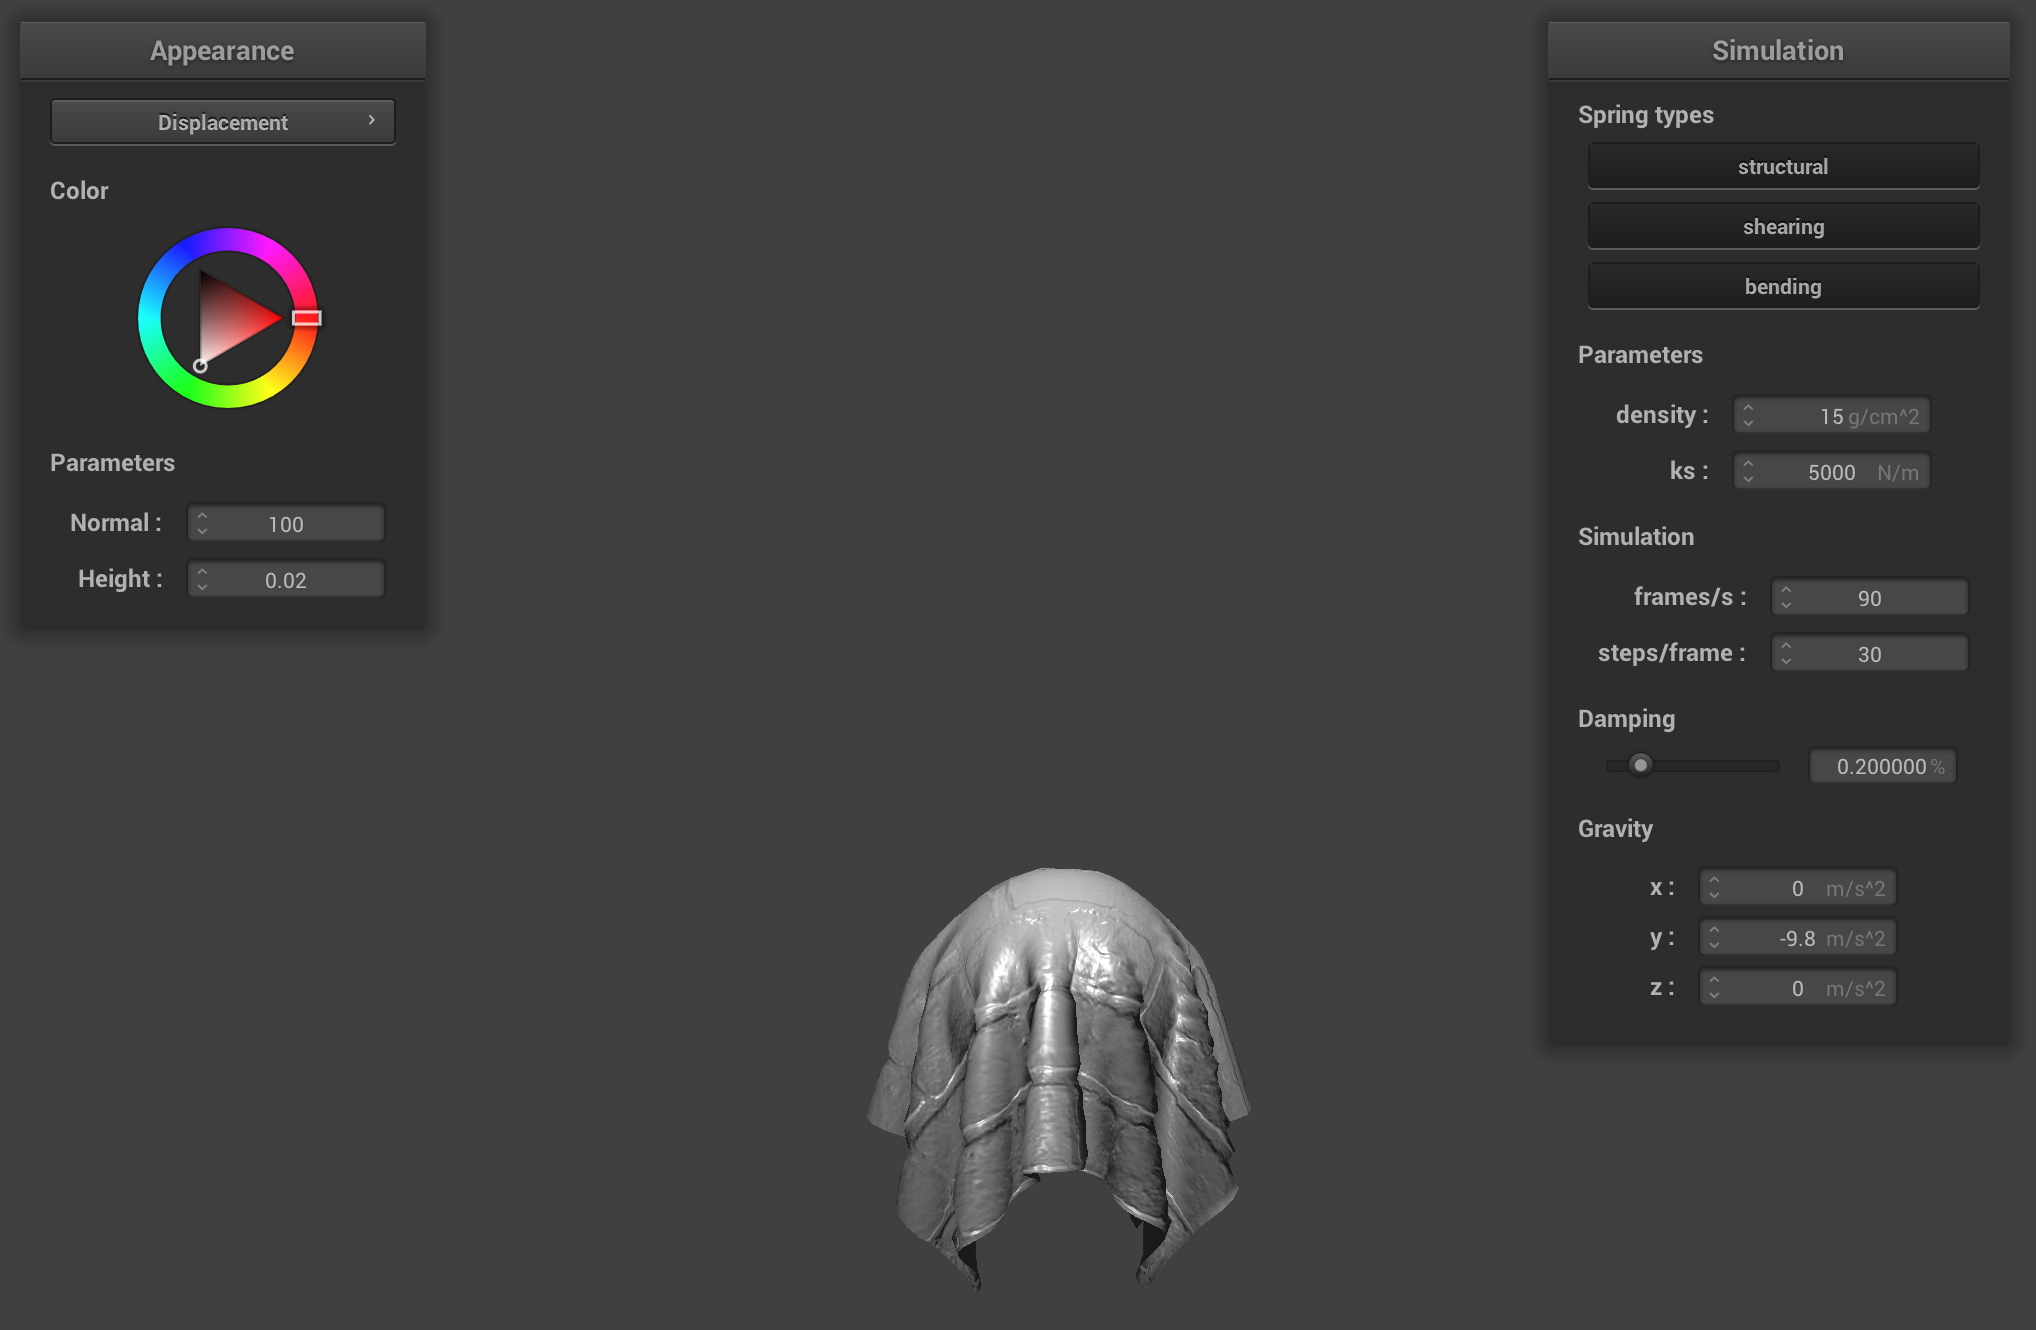 Appearance
Displacement
Color
Parameters
Normal : 100
Height : 0.02
Simulation
Spring types
structural
shearing
bending
Parameters
density : 15 g/cm^2
ks : 5000 N/m
Simulation
frames/s : 90
steps/frame : 30
Damping
0.200000 %
Gravity
x : 0 m/s^2
y : -9.8 m/s^2
z : 0 m/s^2